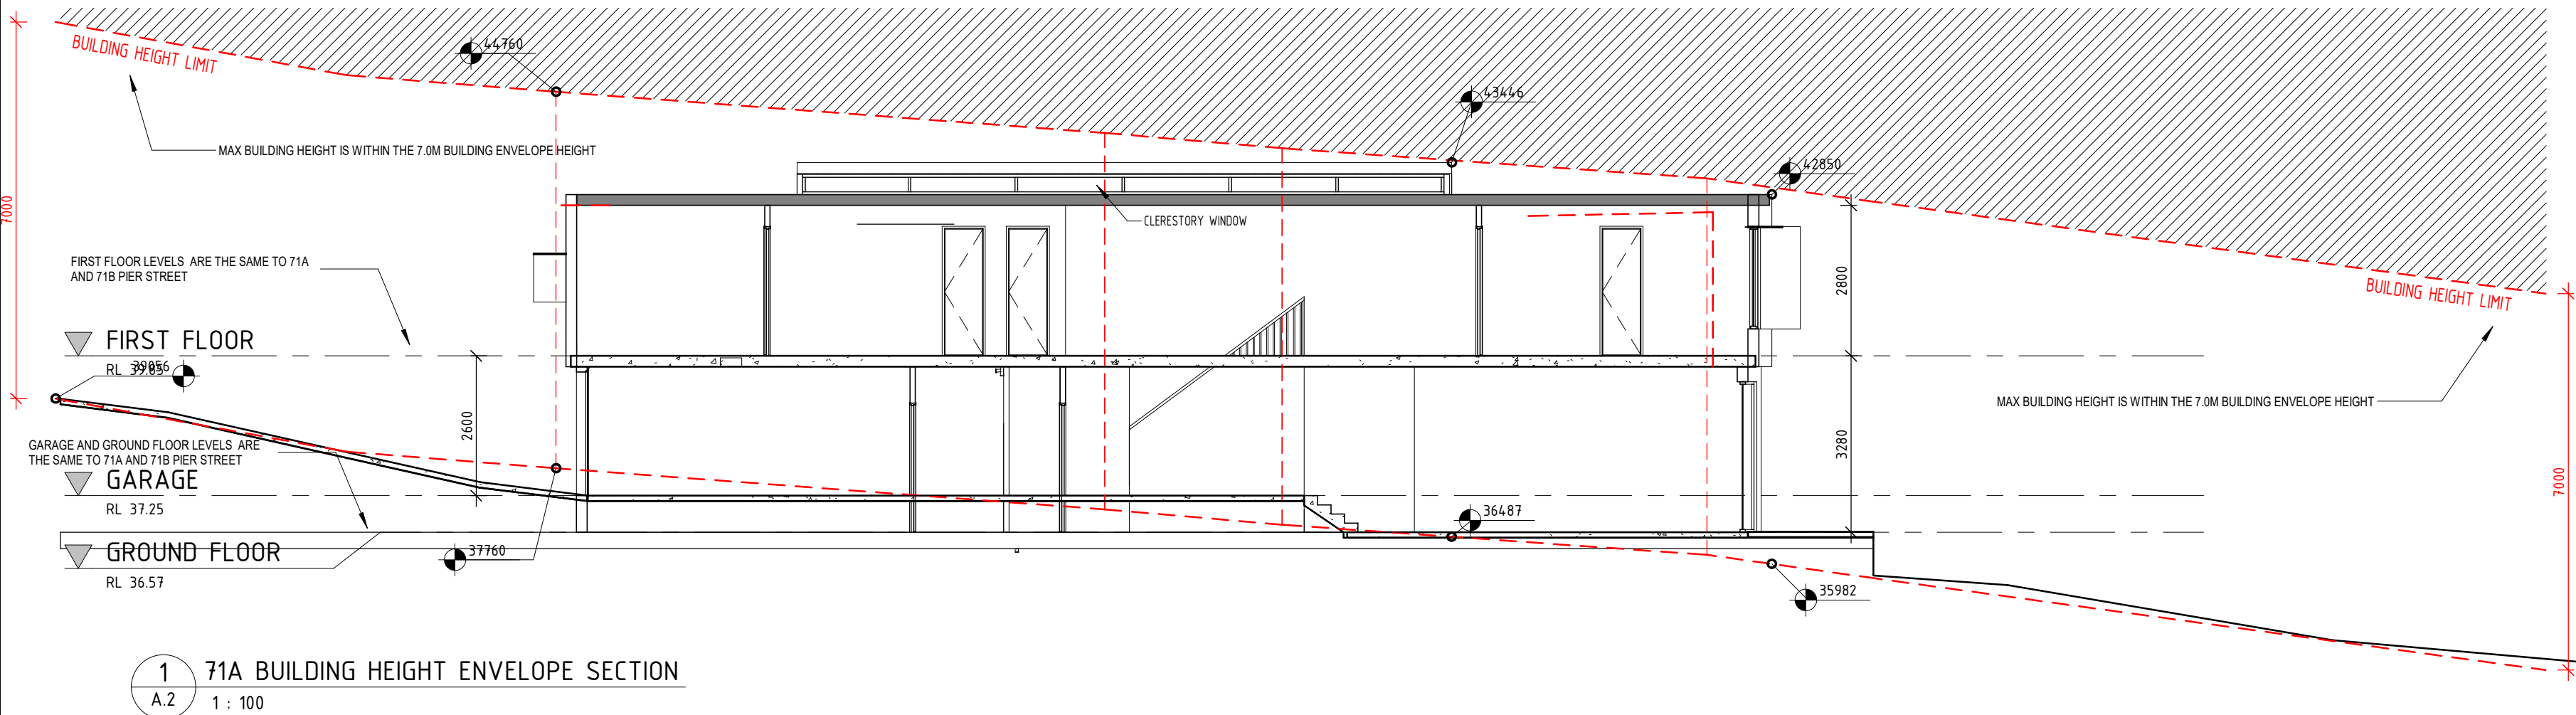 BUILDING HEIGHT LIMIT
44760
43446
42850
MAX BUILDING HEIGHT IS WITHIN THE 7.0M BUILDING ENVELOPE HEIGHT
7000
CLERESTORY WINDOW
FIRST FLOOR LEVELS ARE THE SAME TO 71A
AND 71B PIER STREET
2800
BUILDING HEIGHT LIMIT
FIRST FLOOR
RL 39.85
39056
MAX BUILDING HEIGHT IS WITHIN THE 7.0M BUILDING ENVELOPE HEIGHT
2600
3280
GARAGE AND GROUND FLOOR LEVELS ARE
THE SAME TO 71A AND 71B PIER STREET
GARAGE
RL 37.25
7000
36487
GROUND FLOOR
RL 36.57
37760
35982
1
A.2
71A BUILDING HEIGHT ENVELOPE SECTION
1 : 100